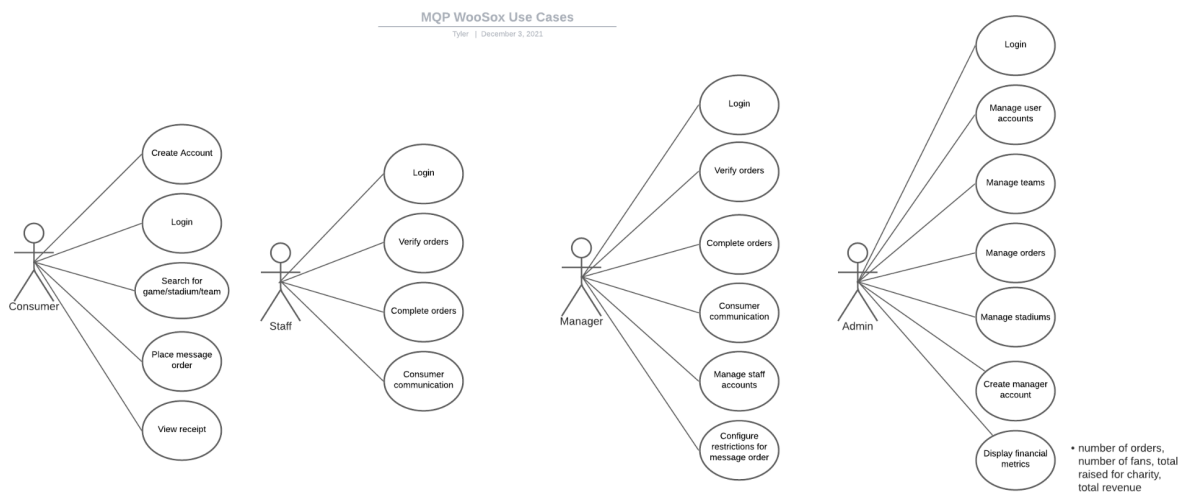 MQP WooSox Use Cases
Tyler | December 3, 2021
Create Account
Login
Search for
game/stadium/team
Place message
order
View receipt
Consumer
Login
Verify orders
Complete orders
Consumer
communication
Staff
Login
Verify orders
Complete orders
Consumer
communication
Manage staff
accounts
Configure
restrictions for
message order
Manager
Login
Manage user
accounts
Manage teams
Manage orders
Manage stadiums
Create manager
account
Display financial
metrics
Admin
• number of orders,
number of fans, total
raised for charity,
total revenue